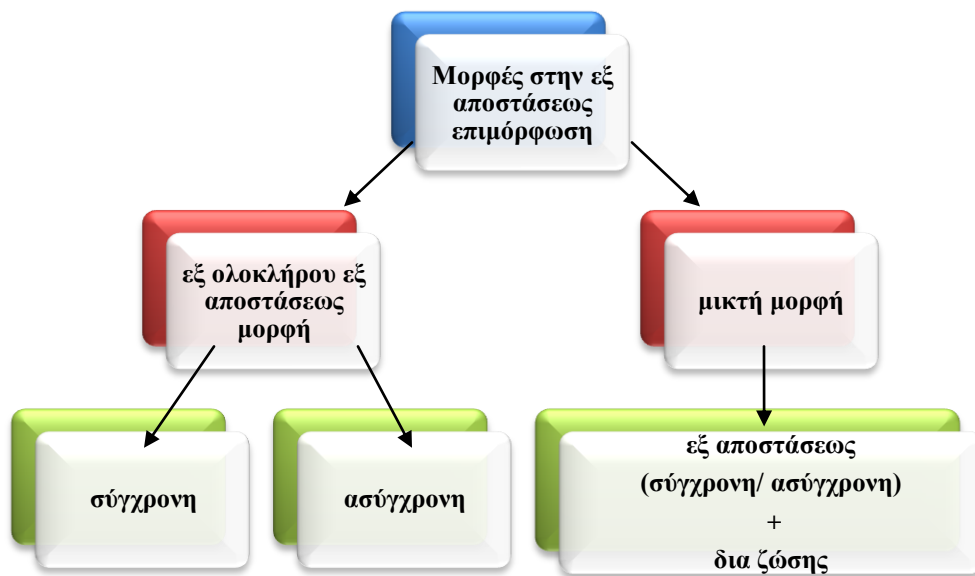 Μορφές στην εξ
αποστάσεως
επιμόρφωση
εξ ολοκλήρου εξ
αποστάσεως
μορφή
μικτή μορφή
σύγχρονη
ασύγχρονη
εξ αποστάσεως
(σύγχρονη/ ασύγχρονη)
+
δια ζώσης